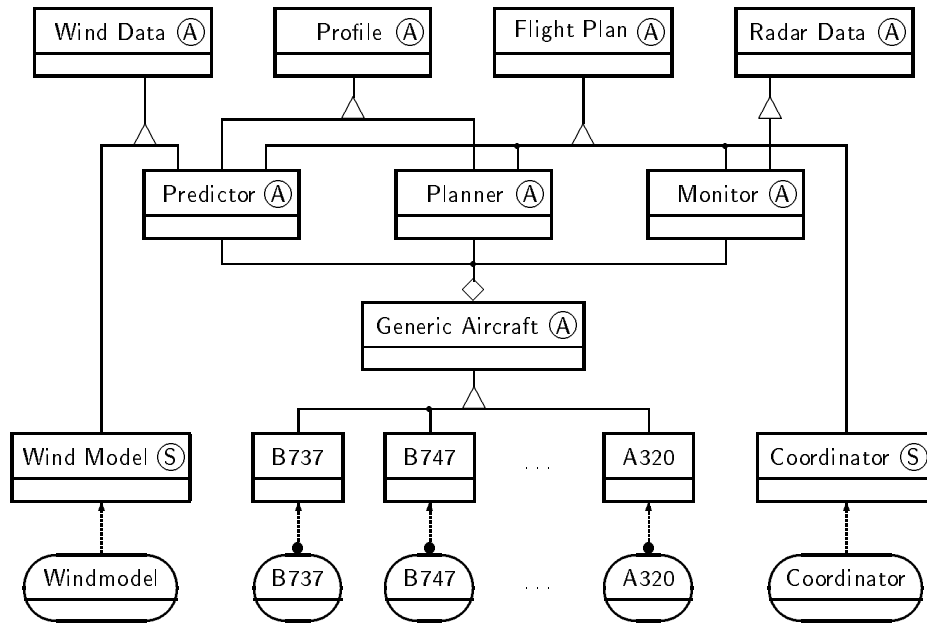 Wind Data A
Profile A
Flight Plan A
Radar Data A
Predictor A
Planner A
Monitor A
Generic Aircraft A
Wind Model S
B737
B747
. . .
A320
Coordinator S
Windmodel
B737
B747
. . .
A320
Coordinator